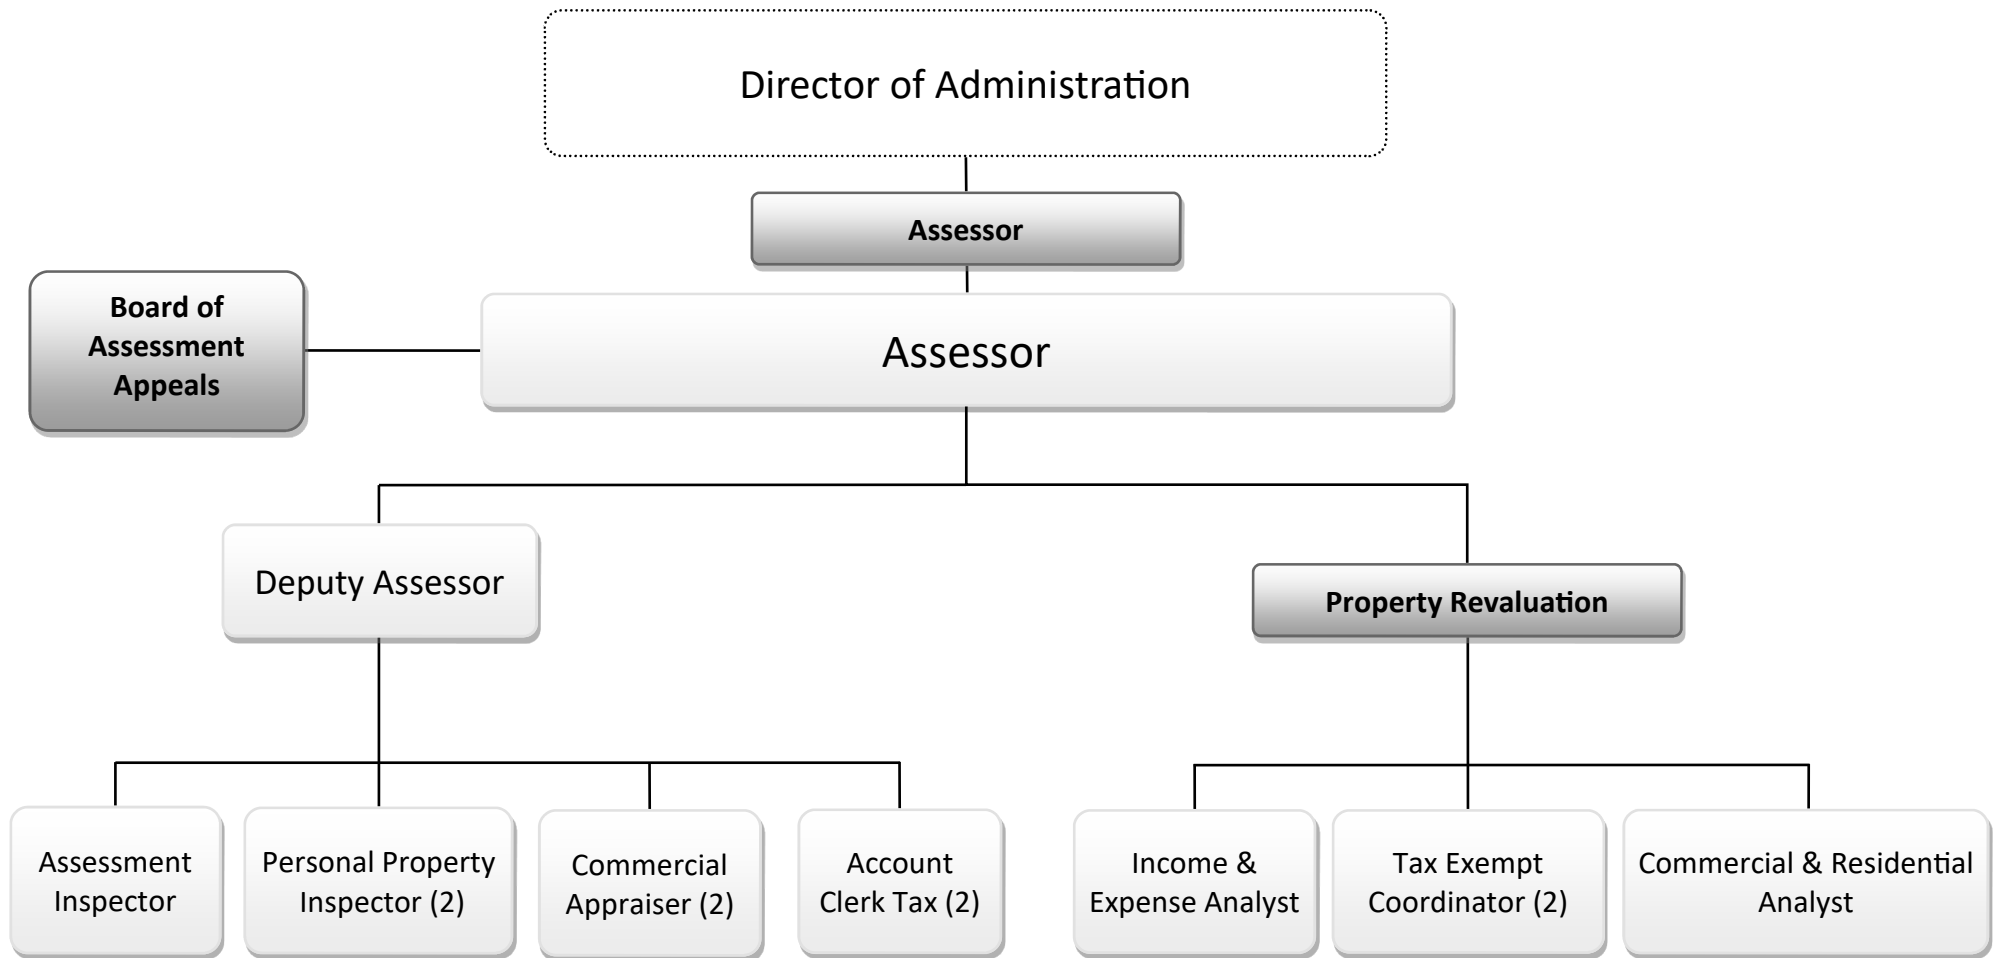 Director of Administration
Assessor
Board of
Assessment
Appeals
Assessor
Deputy Assessor
Property Revaluation
Assessment
Inspector
Personal Property
Inspector (2)
Commercial
Appraiser (2)
Account
Clerk Tax (2)
Income &
Expense Analyst
Tax Exempt
Coordinator (2)
Commercial & Residential
Analyst